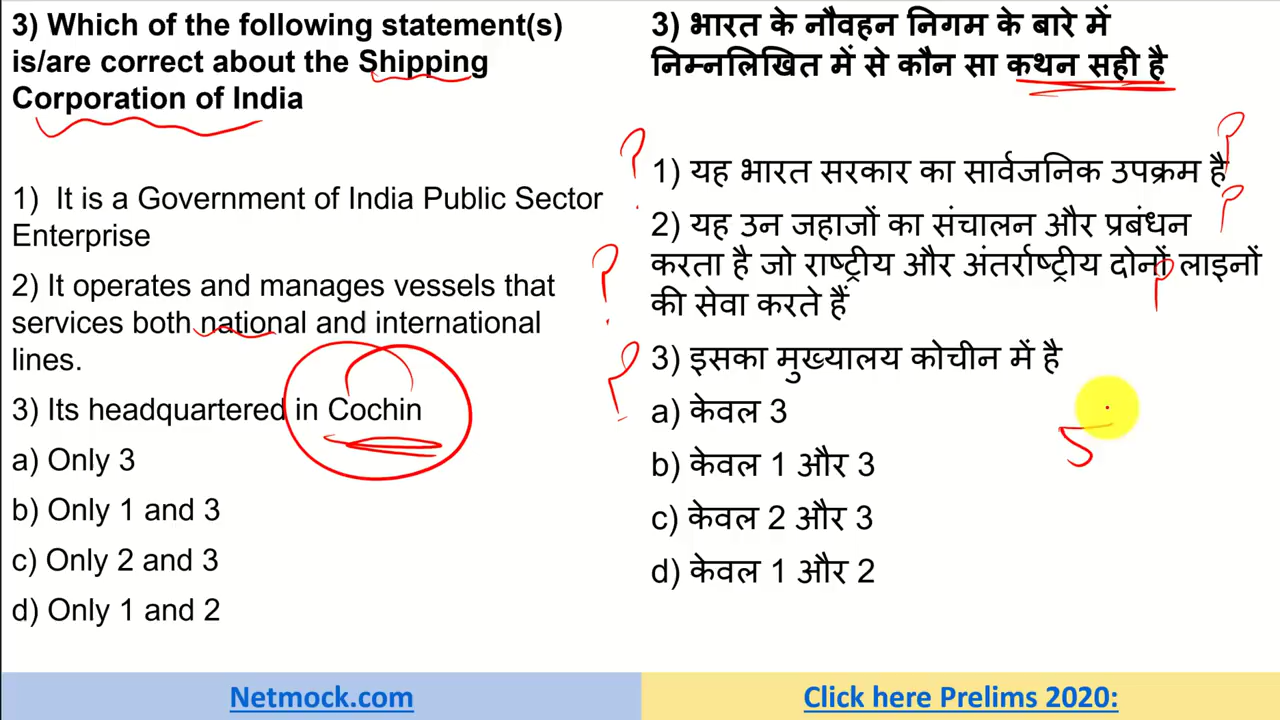 3) Which of the following statement(s)
is/are correct about the Shipping
Corporation of India
1) It is a Government of India Public Sector
Enterprise
2) It operates and manages vessels that
services both national and international
lines.
3) Its headquartered in Cochin
a) Only 3
b) Only 1 and 3
c) Only 2 and 3
d) Only 1 and 2
3) भारत के नौवहन निगम के बारे में
निम्नलिखित में से कौन सा कथन सही है
1) यह भारत सरकार का सार्वजनिक उपक्रम है
2) यह उन जहाजों का संचालन और प्रबंधन
करता है जो राष्ट्रीय और अंतर्राष्ट्रीय दोनों लाइनों
की सेवा करते हैं
3) इसका मुख्यालय कोचीन में है
a) केवल 3
b) केवल 1 और 3
c) केवल 2 और 3
d) केवल 1 और 2
?
?
?
?
?
?
5
Netmock.com
Click here Prelims 2020: